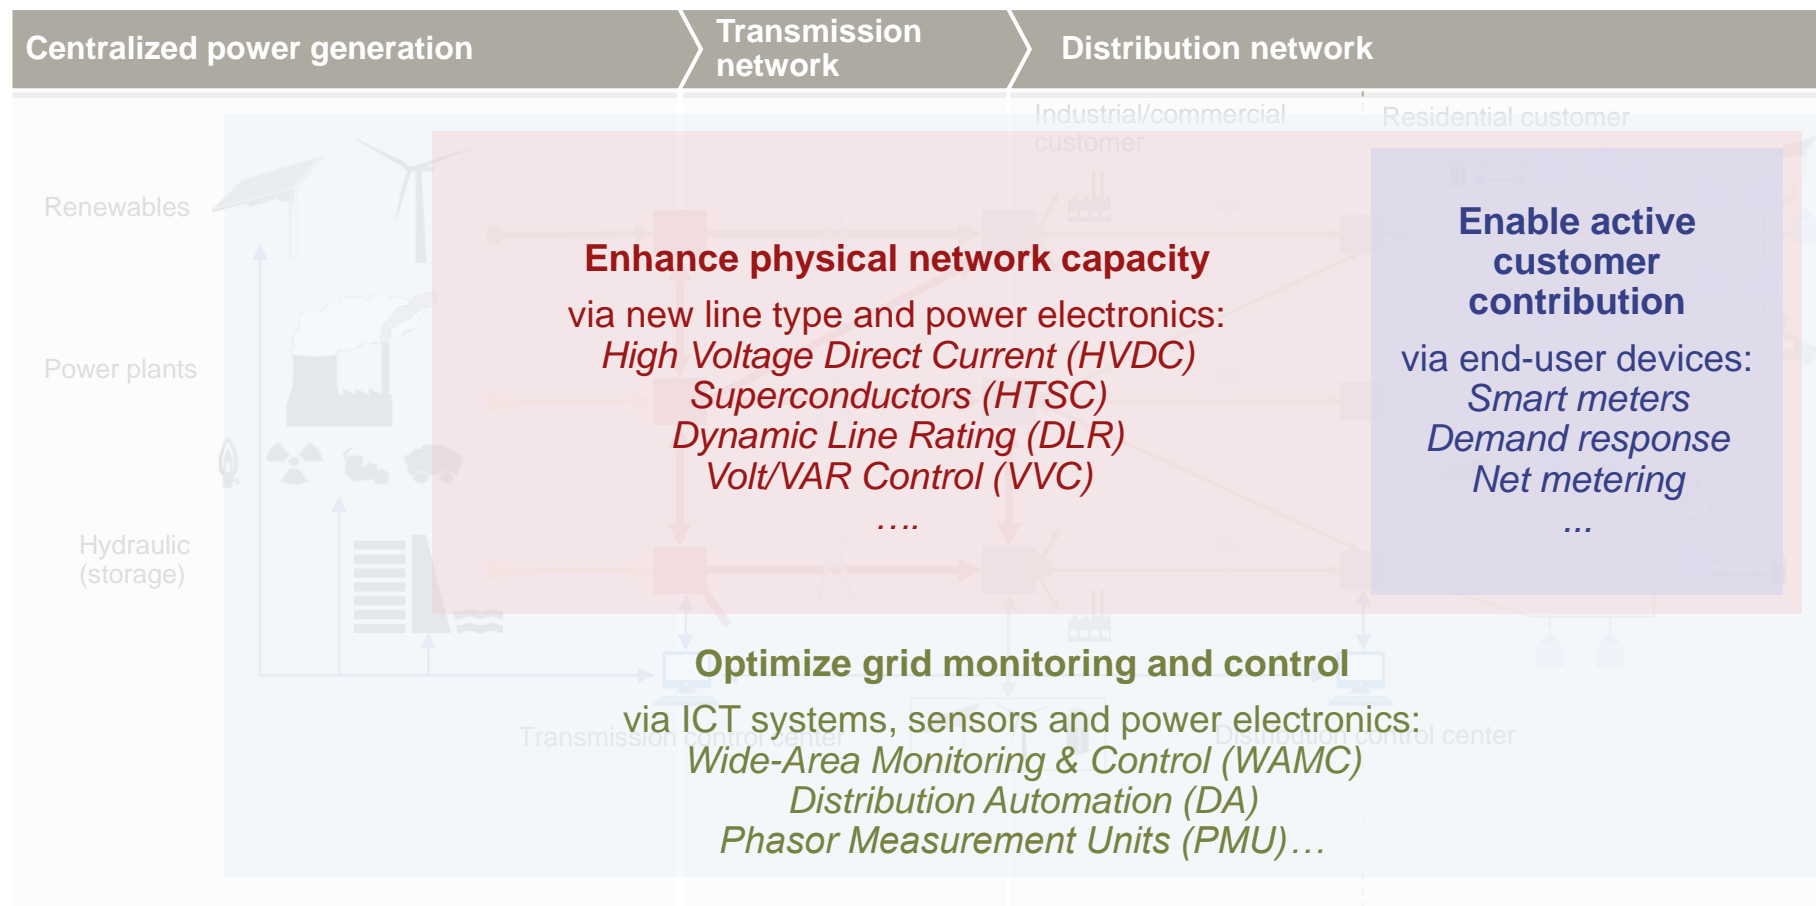 Centralized power generation
Transmission
network
Distribution network
Industrial/commercial
customer
Residential customer
Renewables
Power plants
Hydraulic
(storage)
Enhance physical network capacity
via new line type and power electronics:
High Voltage Direct Current (HVDC)
Superconductors (HTSC)
Dynamic Line Rating (DLR)
Volt/VAR Control (VVC)
….
Enable active
customer
contribution
via end-user devices:
Smart meters
Demand response
Net metering
...
Optimize grid monitoring and control
via ICT systems, sensors and power electronics:
Transmission control center
Distribution control center
Wide-Area Monitoring & Control (WAMC)
Distribution Automation (DA)
Phasor Measurement Units (PMU)…